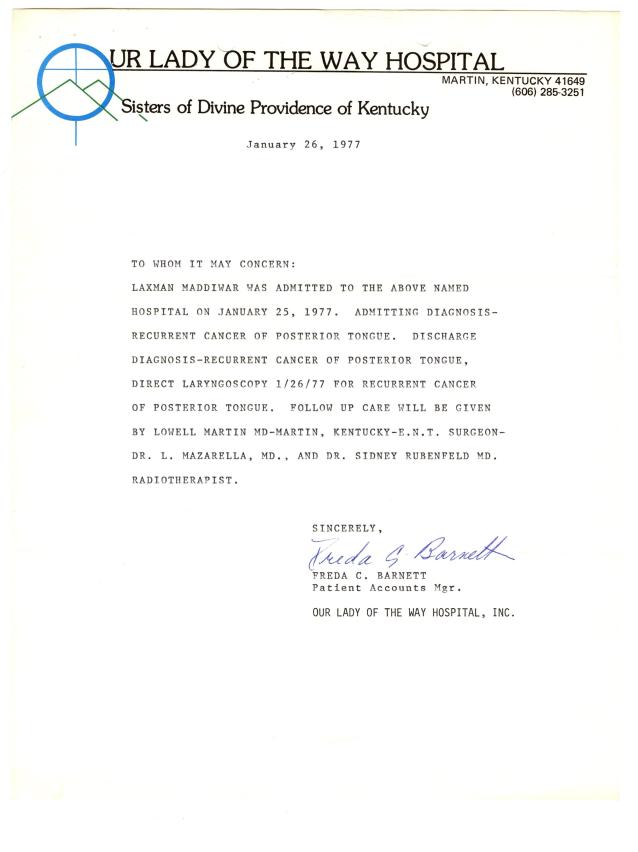 OUR LADY OF THE WAY HOSPITAL
MARTIN, KENTUCKY 41649
(606) 285-3251
Sisters of Divine Providence of Kentucky
January 26, 1977
TO WHOM IT MAY CONCERN:
LAXMAN MADDIWAR WAS ADMITTED TO THE ABOVE NAMED
HOSPITAL ON JANUARY 25, 1977. ADMITTING DIAGNOSIS-
RECURRENT CANCER OF POSTERIOR TONGUE. DISCHARGE
DIAGNOSIS-RECURRENT CANCER OF POSTERIOR TONGUE,
DIRECT LARYNGOSCOPY 1/26/77 FOR RECURRENT CANCER
OF POSTERIOR TONGUE. FOLLOW UP CARE WILL BE GIVEN
BY LOWELL MARTIN MD-MARTIN, KENTUCKY-E.N.T. SURGEON-
DR. L. MAZARELLA, MD., AND DR. SIDNEY RUBENFELD MD.
RADIOTHERAPIST.
SINCERELY,
Freda C. Barnett
FREDA C. BARNETT
Patient Accounts Mgr.
OUR LADY OF THE WAY HOSPITAL, INC.